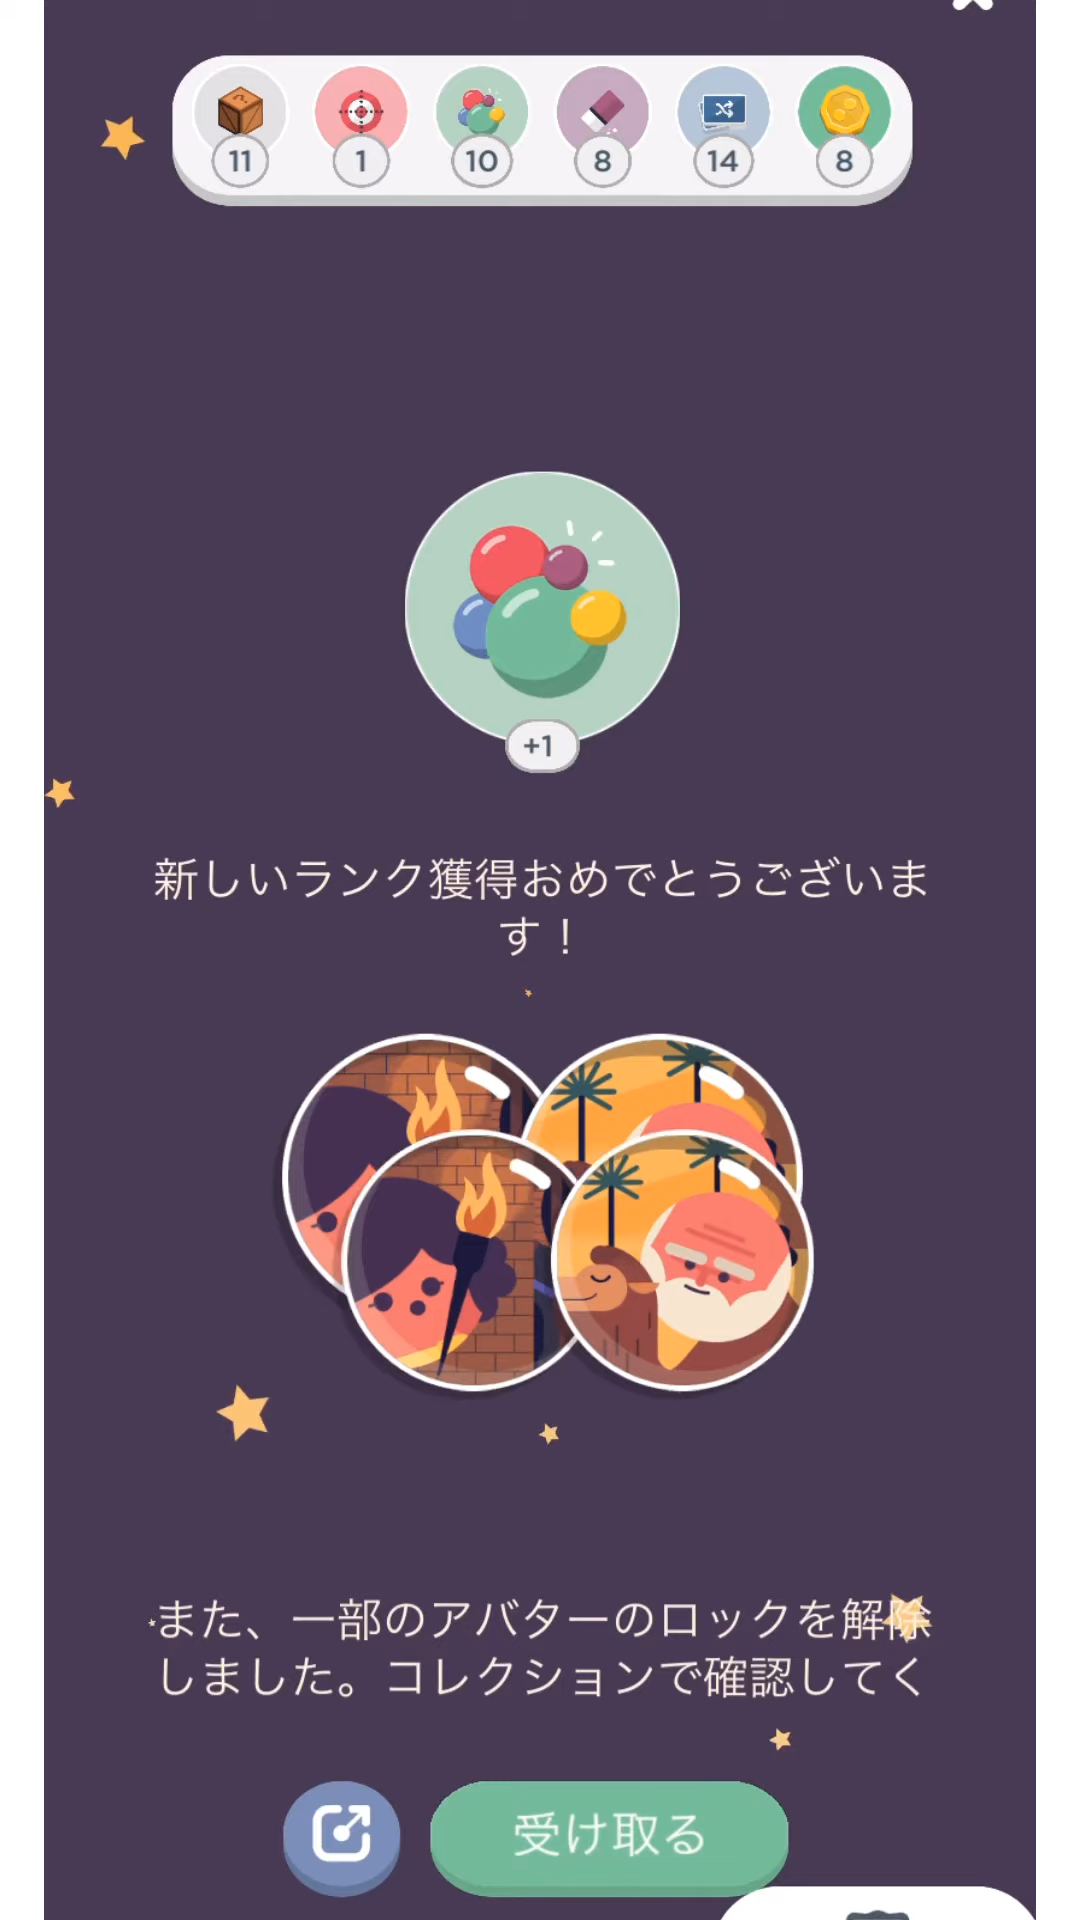 11 1 10 8 14 8
+1
新しいランク獲得おめでとうございま
す！
また、一部のアバターのロックを解除
しました。コレクションで確認してく
受け取る